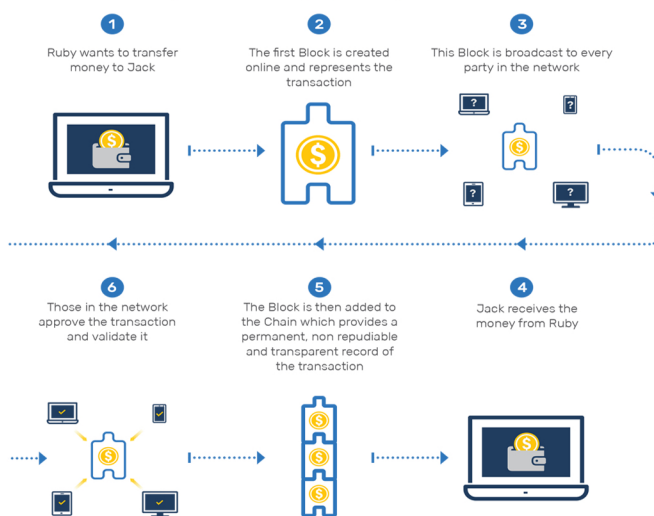 1
Ruby wants to transfer
money to Jack
2
The first Block is created
online and represents the
transaction
3
This Block is broadcast to every
party in the network
$
$
$
?
?
?
?
6
Those in the network
approve the transaction
and validate it
5
The Block is then added to
the Chain which provides a
permanent, non repudiable
and transparent record of
the transaction
4
Jack receives the
money from Ruby
$
$
$
$
$